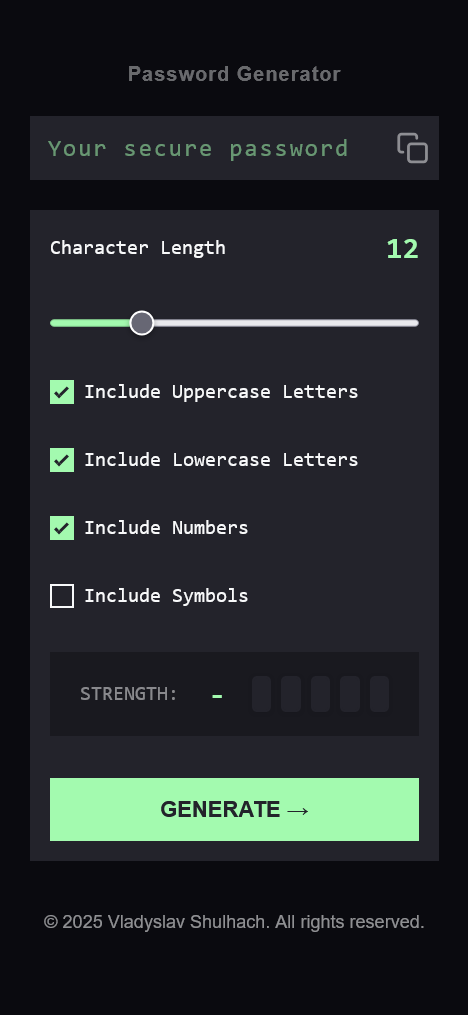 Password Generator
Your secure password
Character Length 12
Include Uppercase Letters
Include Lowercase Letters
Include Numbers
Include Symbols
STRENGTH: -
GENERATE →
© 2025 Vladyslav Shulhach. All rights reserved.